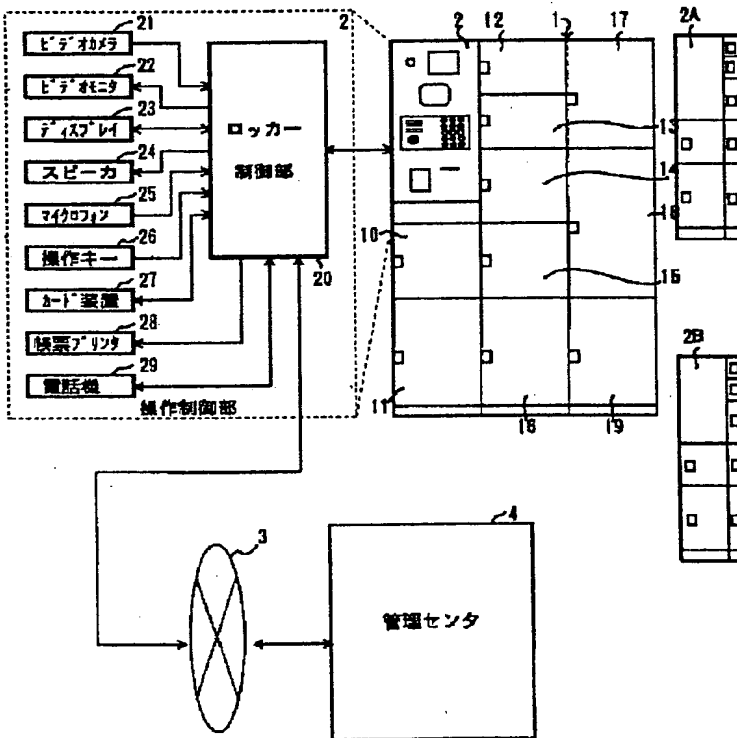 21
ビデオカメラ
22
ビデオモニタ
23
ディスプレイ
24
スピーカ
25
マイクロフォン
26
操作キー
27
カード装置
28
帳票プリンタ
29
電話機
ロッカー
制御部
20
操作制御部
2
2
12
1
17
13
14
16
10
15
11
18
19
2A
2B
3
4
管理センタ